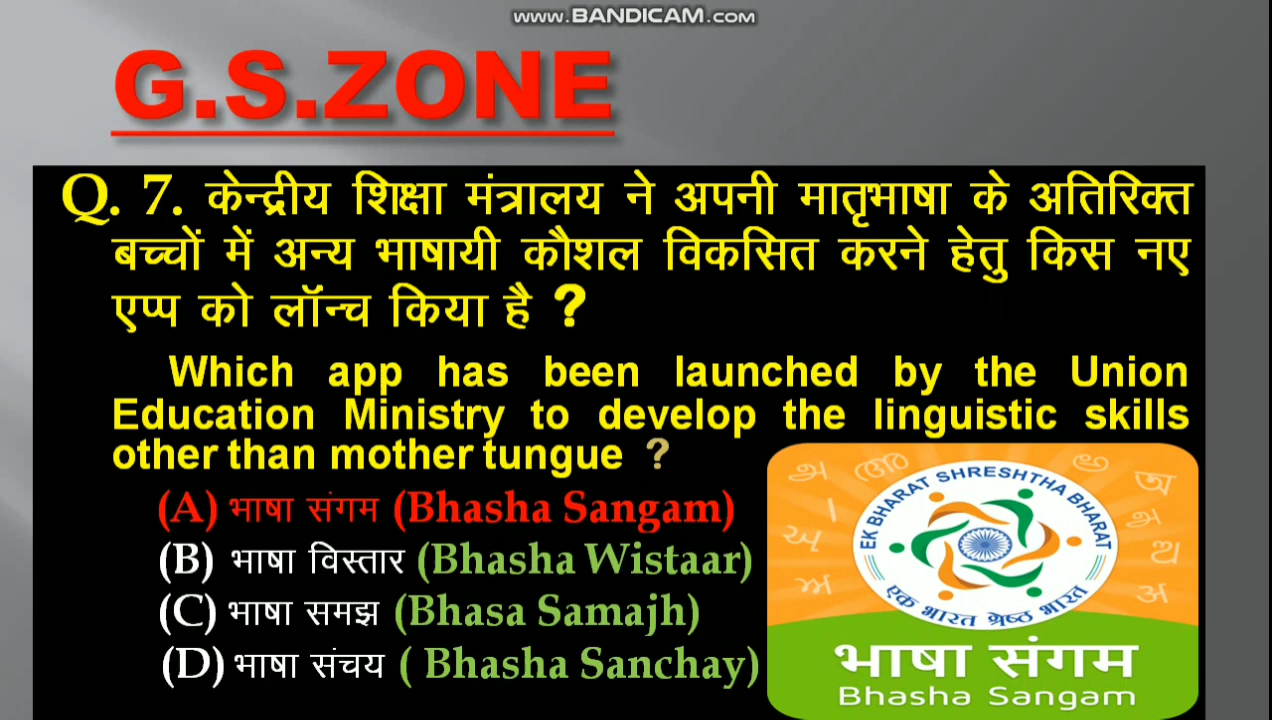 WWW.BANDICAM.COM
G.S.ZONE
Q. 7. केन्द्रीय शिक्षा मंत्रालय ने अपनी मातृभाषा के अतिरिक्त
बच्चों में अन्य भाषायी कौशल विकसित करने हेतु किस नए
एप्प को लॉन्च किया है ?
Which app has been launched by the Union
Education Ministry to develop the linguistic skills
other than mother tungue ?
(A) भाषा संगम (Bhasha Sangam)
(B) भाषा विस्तार (Bhasha Wistaar)
(C) भाषा समझ (Bhasa Samajh)
(D) भाषा संचय ( Bhasha Sanchay)
EK BHARAT SHRESHTHA BHARAT
एक भारत श्रेष्ठ भारत
भाषा संगम
Bhasha Sangam